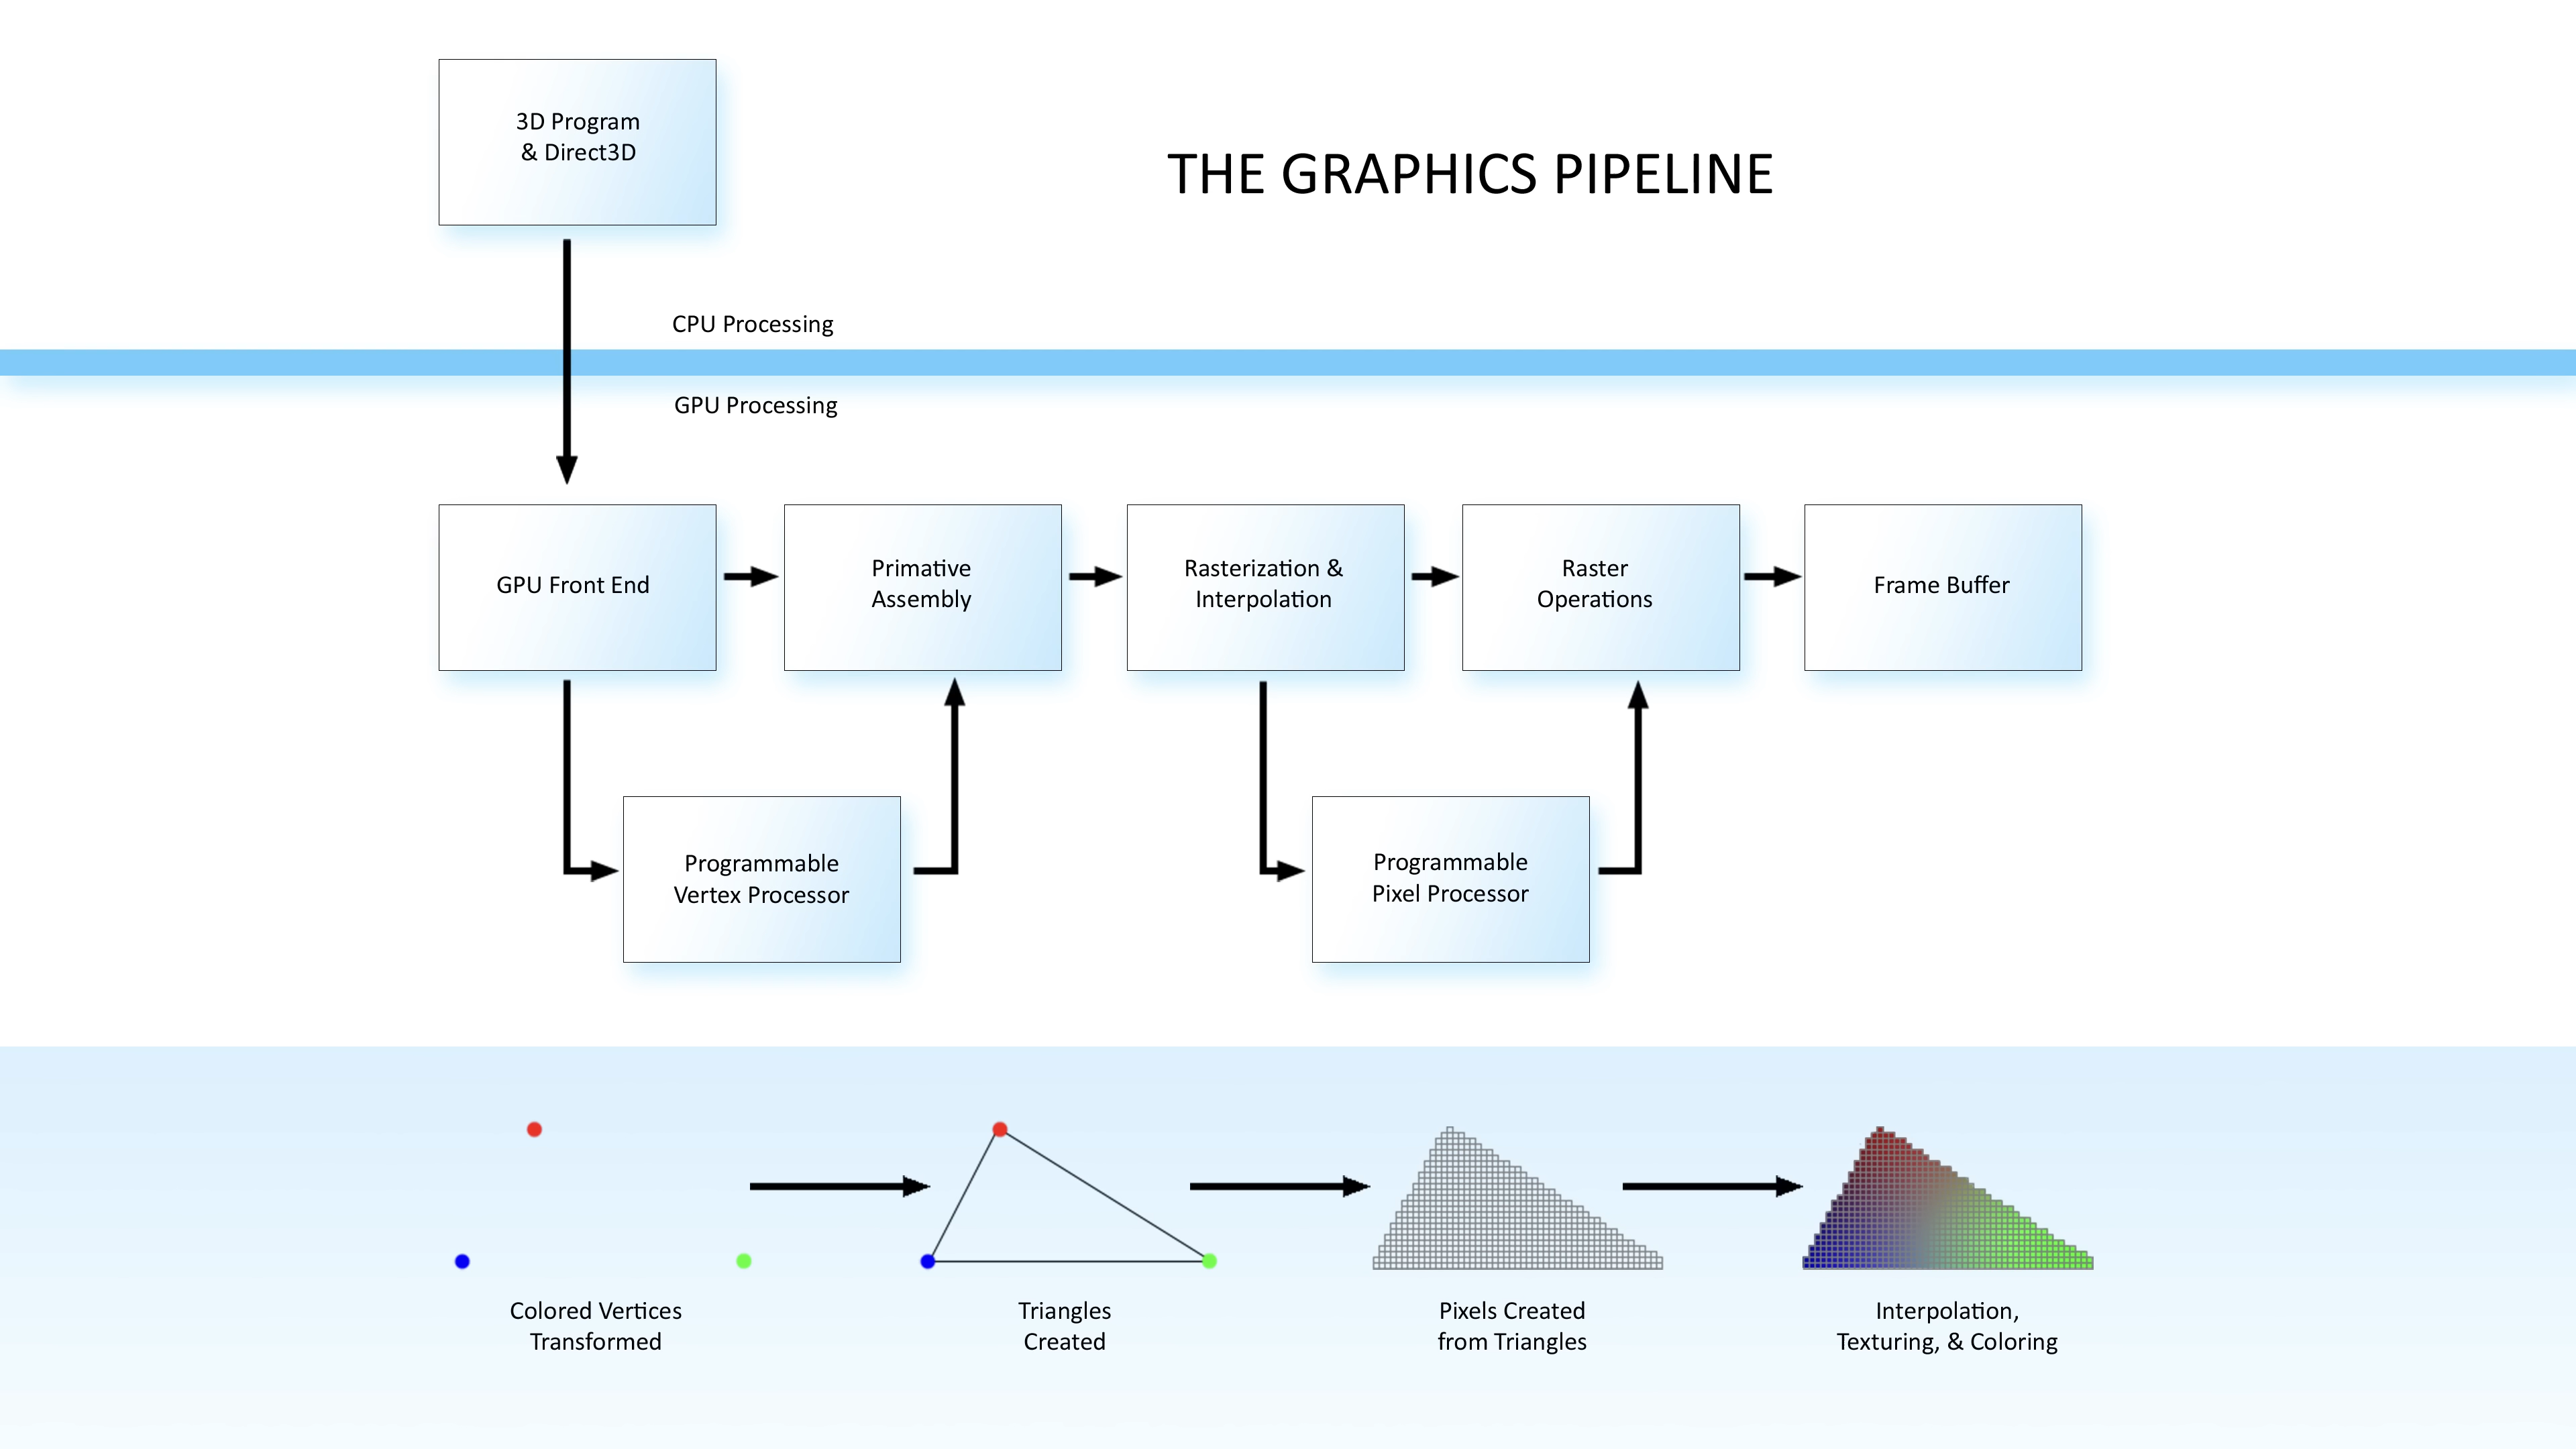 3D Program
& Direct3D
THE GRAPHICS PIPELINE
CPU Processing
GPU Processing
GPU Front End
Primative
Assembly
Rasterization &
Interpolation
Raster
Operations
Frame Buffer
Programmable
Vertex Processor
Programmable
Pixel Processor
Colored Vertices
Transformed
Triangles
Created
Pixels Created
from Triangles
Interpolation,
Texturing, & Coloring